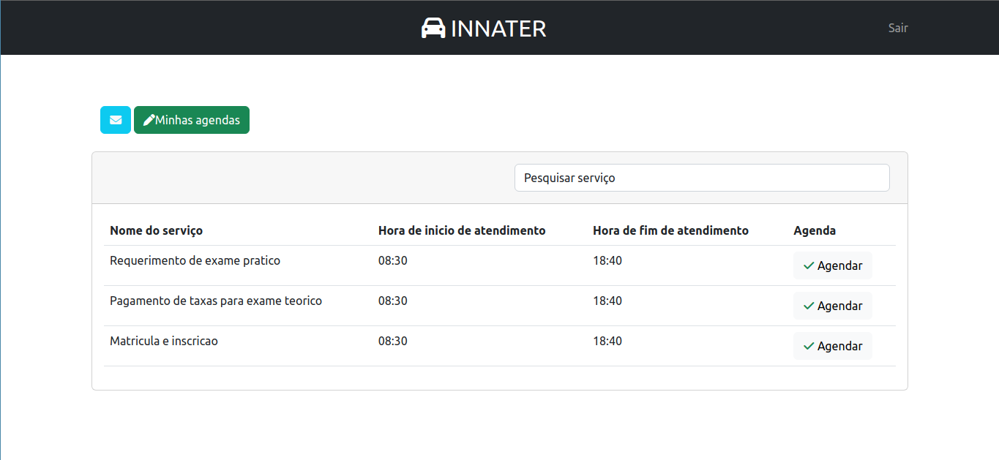 INNATER
Sair
Minhas agendas
Pesquisar serviço
Nome do serviço Hora de inicio de atendimento Hora de fim de atendimento Agenda
Requerimento de exame pratico 08:30 18:40 Agendar
Pagamento de taxas para exame teorico 08:30 18:40 Agendar
Matricula e inscricao 08:30 18:40 Agendar